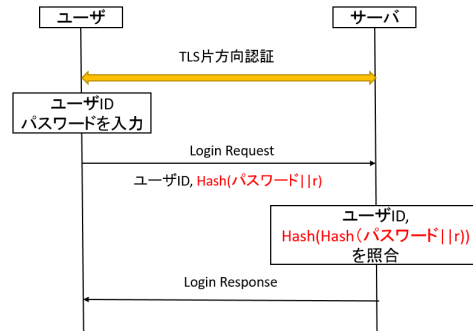 ユーザ
サーバ
TLS片方向認証
ユーザID
パスワードを入力
Login Request
ユーザID, Hash(パスワード||r)
ユーザID,
Hash(Hash(パスワード||r))
を照合
Login Response